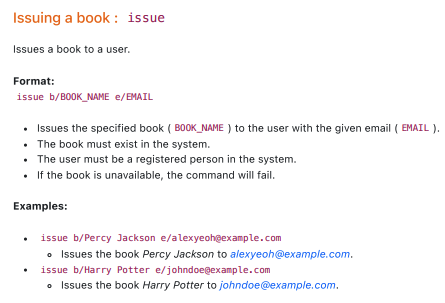 Issuing a book : issue
Issues a book to a user.
Format:
issue b/BOOK_NAME e/EMAIL
• Issues the specified book ( BOOK_NAME ) to the user with the given email ( EMAIL ).
• The book must exist in the system.
• The user must be a registered person in the system.
• If the book is unavailable, the command will fail.
Examples:
• issue b/Percy Jackson e/alexyeoh@example.com
◦ Issues the book Percy Jackson to alexyeoh@example.com.
• issue b/Harry Potter e/johndoe@example.com
◦ Issues the book Harry Potter to johndoe@example.com.